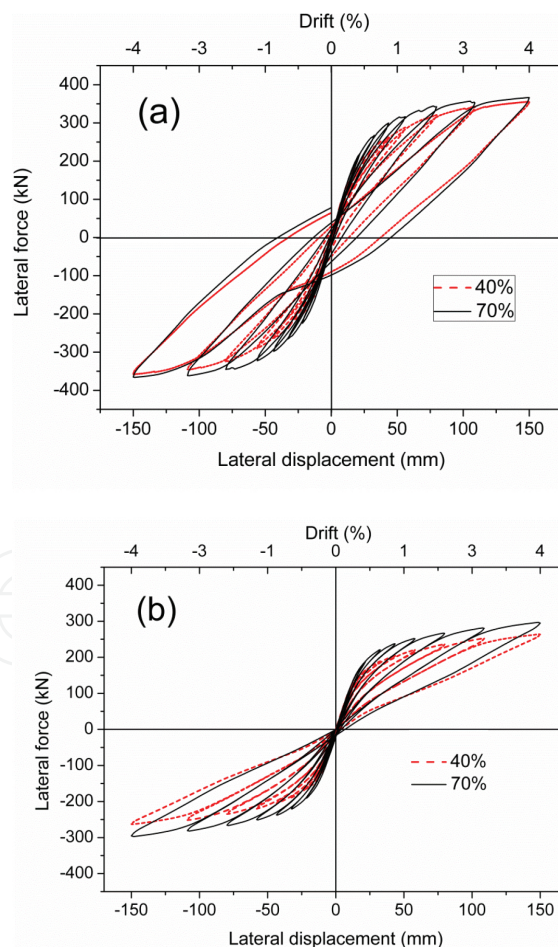 Drift (%)
-4 -3 -1 0 1 3 4
(a)
400
300
200
100
0
-100
-200
-300
-400
Lateral force (kN)
40%
70%
-150 -100 -50 0 50 100 150
Lateral displacement (mm)
Drift (%)
-4 -3 -1 0 1 3 4
(b)
400
300
200
100
0
-100
-200
-300
-400
Lateral force (kN)
40%
70%
-150 -100 -50 0 50 100 150
Lateral displacement (mm)